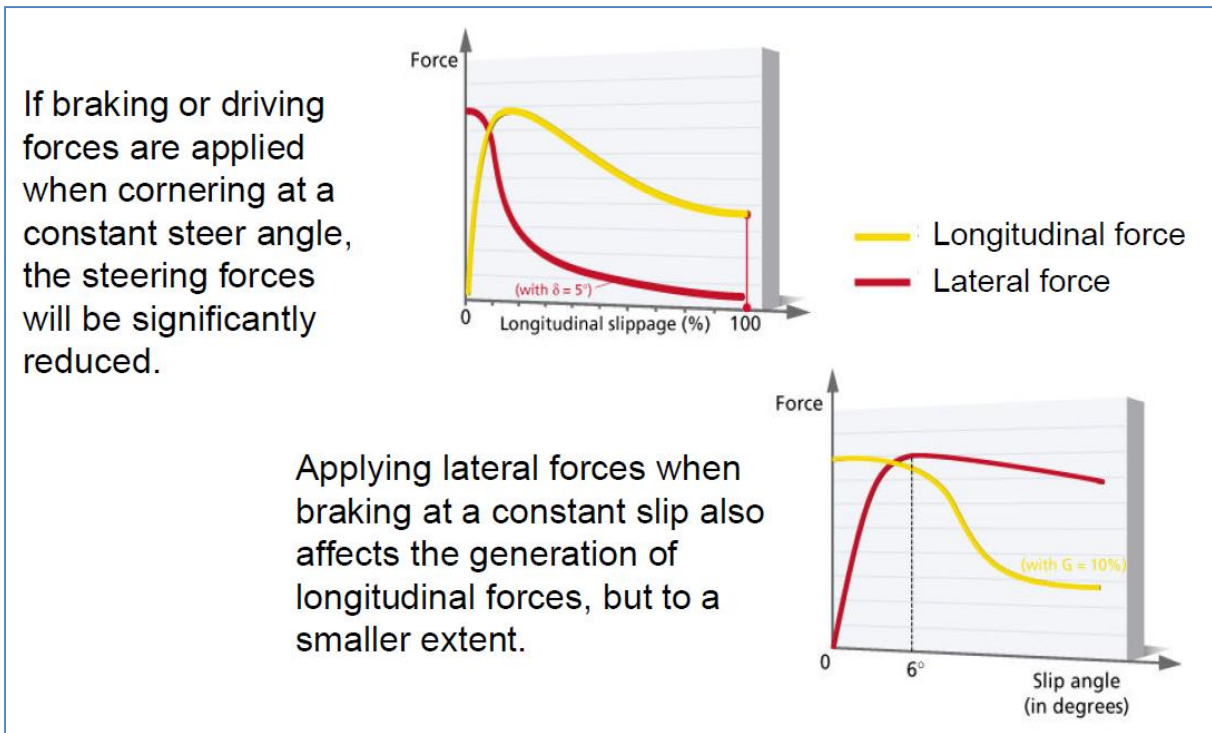 If braking or driving
forces are applied
when cornering at a
constant steer angle,
the steering forces
will be significantly
reduced.
Force
(with δ = 5°)
0
Longitudinal slippage (%)
100
Longitudinal force
Lateral force
Applying lateral forces when
braking at a constant slip also
affects the generation of
longitudinal forces, but to a
smaller extent.
Force
(with G = 10%)
0
6°
Slip angle
(in degrees)